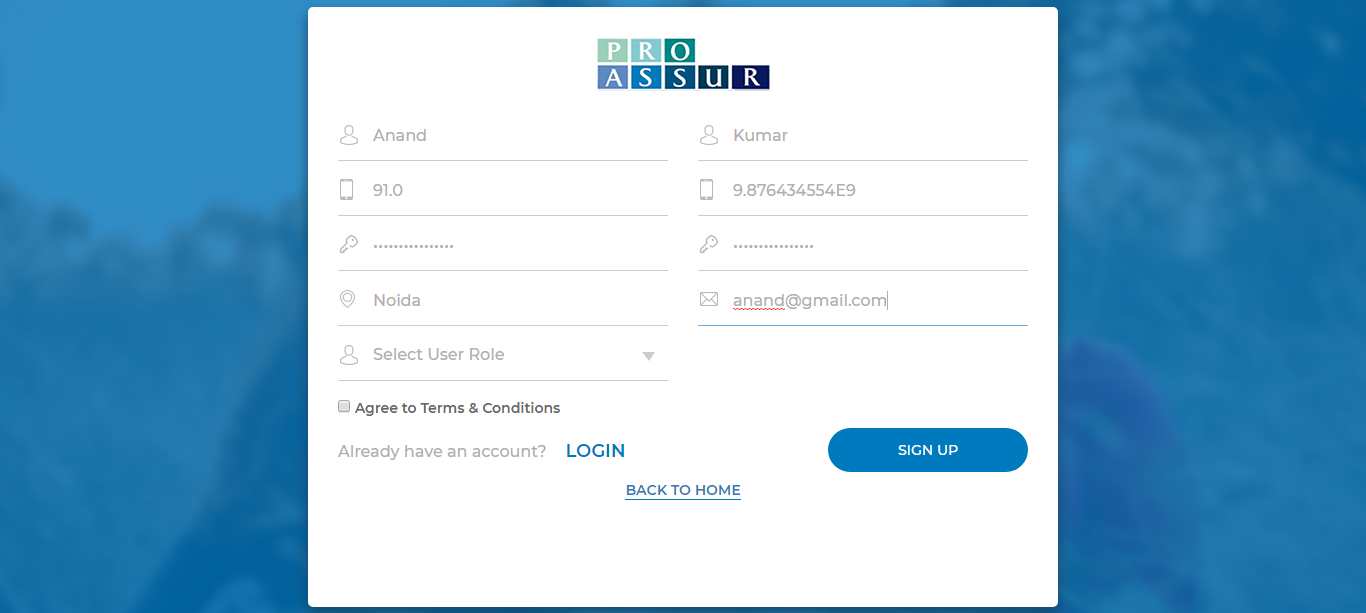 PRO
ASSUR
Anand Kumar
91.0 9.876434554E9
•••••••••••••••• ••••••••••••••••
Noida anand@gmail.com
Select User Role
Agree to Terms & Conditions
Already have an account? LOGIN SIGN UP
BACK TO HOME